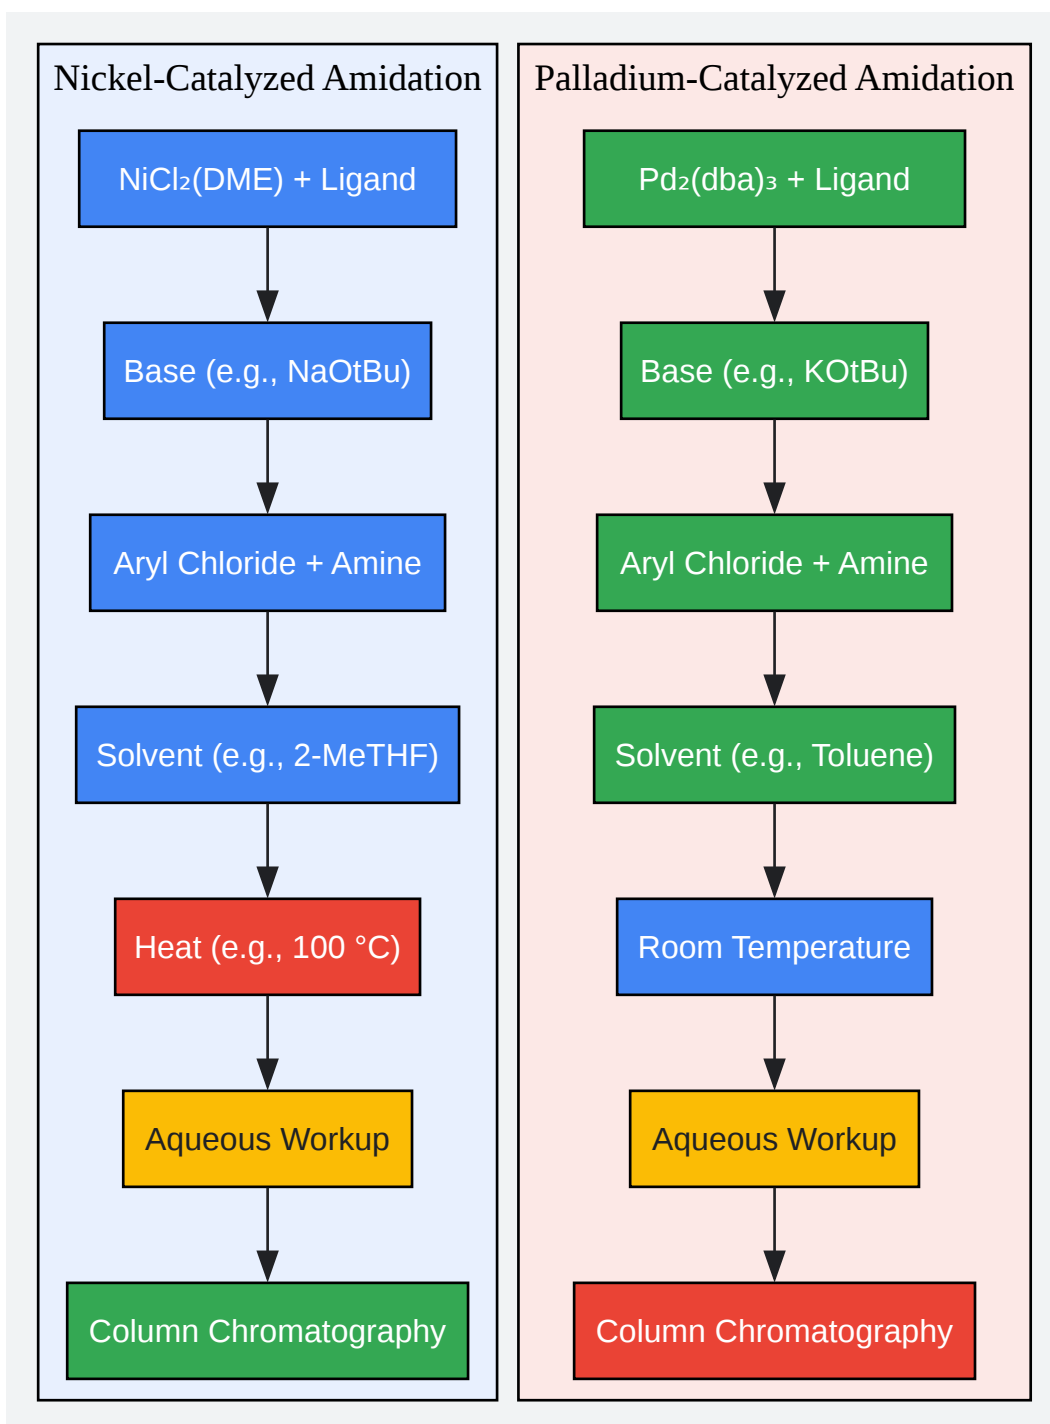 Nickel-Catalyzed Amidation
NiCl₂(DME) + Ligand
Base (e.g., NaOtBu)
Aryl Chloride + Amine
Solvent (e.g., 2-MeTHF)
Heat (e.g., 100 °C)
Aqueous Workup
Column Chromatography
Palladium-Catalyzed Amidation
Pd₂(dba)₃ + Ligand
Base (e.g., KOtBu)
Aryl Chloride + Amine
Solvent (e.g., Toluene)
Room Temperature
Aqueous Workup
Column Chromatography